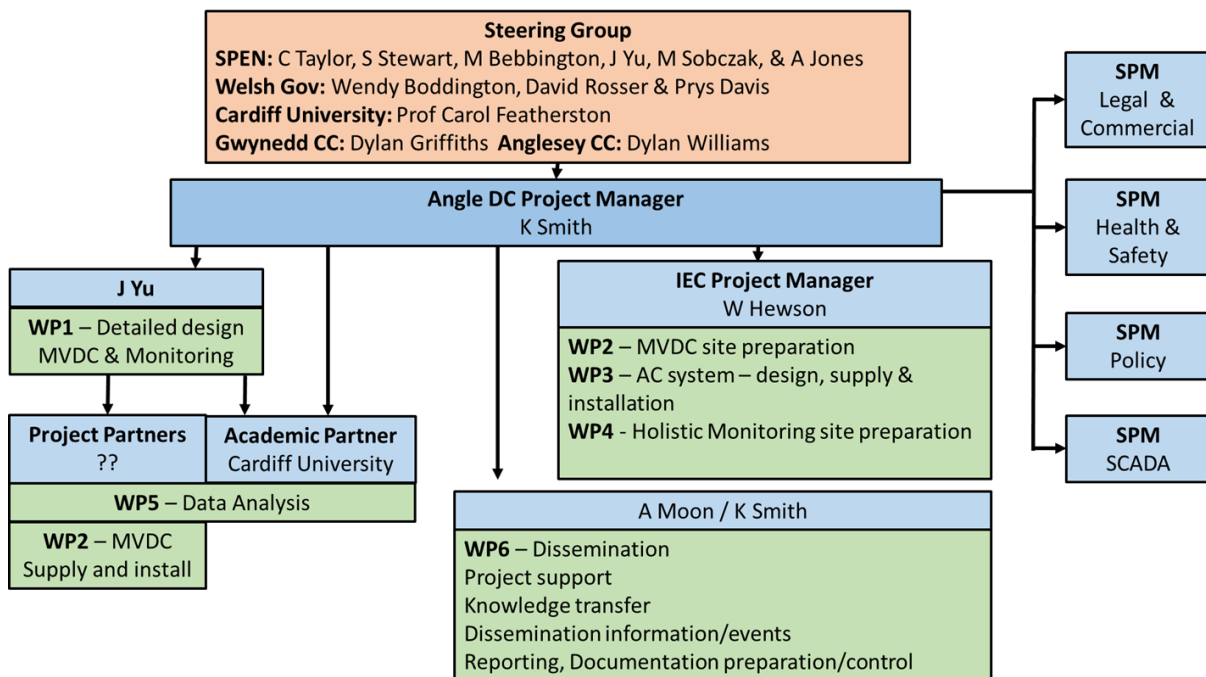 Steering Group
SPEN: C Taylor, S Stewart, M Bebbington, J Yu, M Sobczak, & A Jones
Welsh Gov: Wendy Boddington, David Rosser & Prys Davis
Cardiff University: Prof Carol Featherston
Gwynedd CC: Dylan Griffiths Anglesey CC: Dylan Williams
Angle DC Project Manager
K Smith
SPM
Legal &
Commercial
SPM
Health &
Safety
SPM
Policy
SPM
SCADA
J Yu
WP1 – Detailed design
MVDC & Monitoring
Project Partners
??
Academic Partner
Cardiff University
WP5 – Data Analysis
WP2 – MVDC
Supply and install
IEC Project Manager
W Hewson
WP2 – MVDC site preparation
WP3 – AC system – design, supply &
installation
WP4 - Holistic Monitoring site preparation
A Moon / K Smith
WP6 – Dissemination
Project support
Knowledge transfer
Dissemination information/events
Reporting, Documentation preparation/control